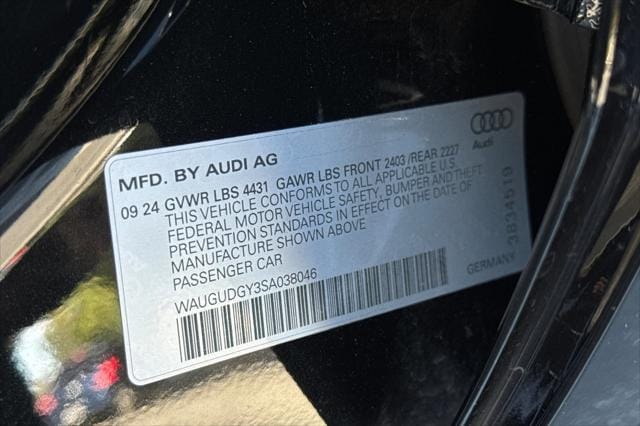 MFD. BY AUDI AG
Audi
09 24 GVWR LBS 4431 GAWR LBS FRONT 2403 /REAR 2227
THIS VEHICLE CONFORMS TO ALL APPLICABLE U.S.
FEDERAL MOTOR VEHICLE SAFETY, BUMPER AND THEFT
PREVENTION STANDARDS IN EFFECT ON THE DATE OF
MANUFACTURE SHOWN ABOVE
PASSENGER CAR
WAUGUDGY3SA038046
GERMANY
3834519